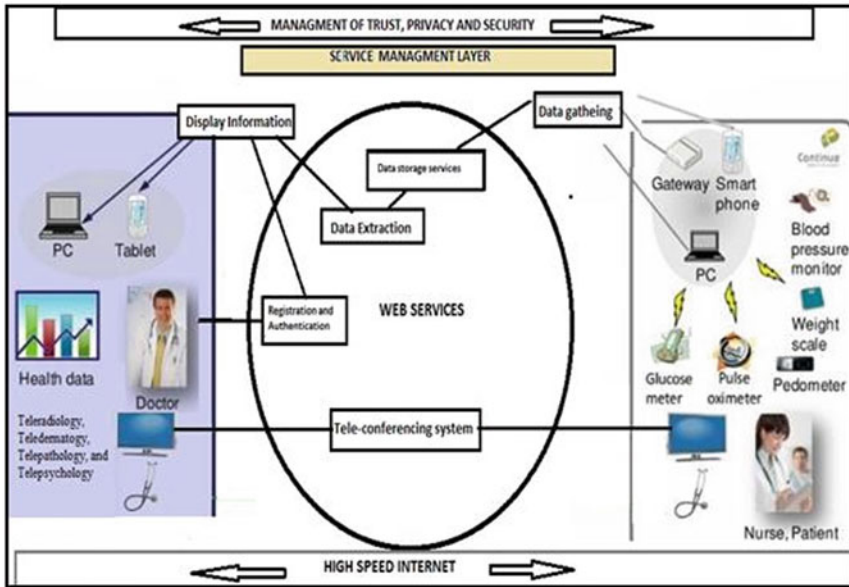 MANAGMENT OF TRUST, PRIVACY AND SECURITY
SERVICE MANAGMENT LAYER
Display Information
Data gatheing
Data storage services
Data Extraction
PC
Tablet
Registration and
Authentication
WEB SERVICES
Health data
Doctor
Teleradiology,
Teledematology,
Telepathology, and
Telepsychology
Tele-conferencing system
Gateway
Smart
phone
Continua
PC
Blood
pressure
monitor
Weight
scale
Glucose
meter
Pulse
oximeter
Pedometer
Nurse, Patient
HIGH SPEED INTERNET